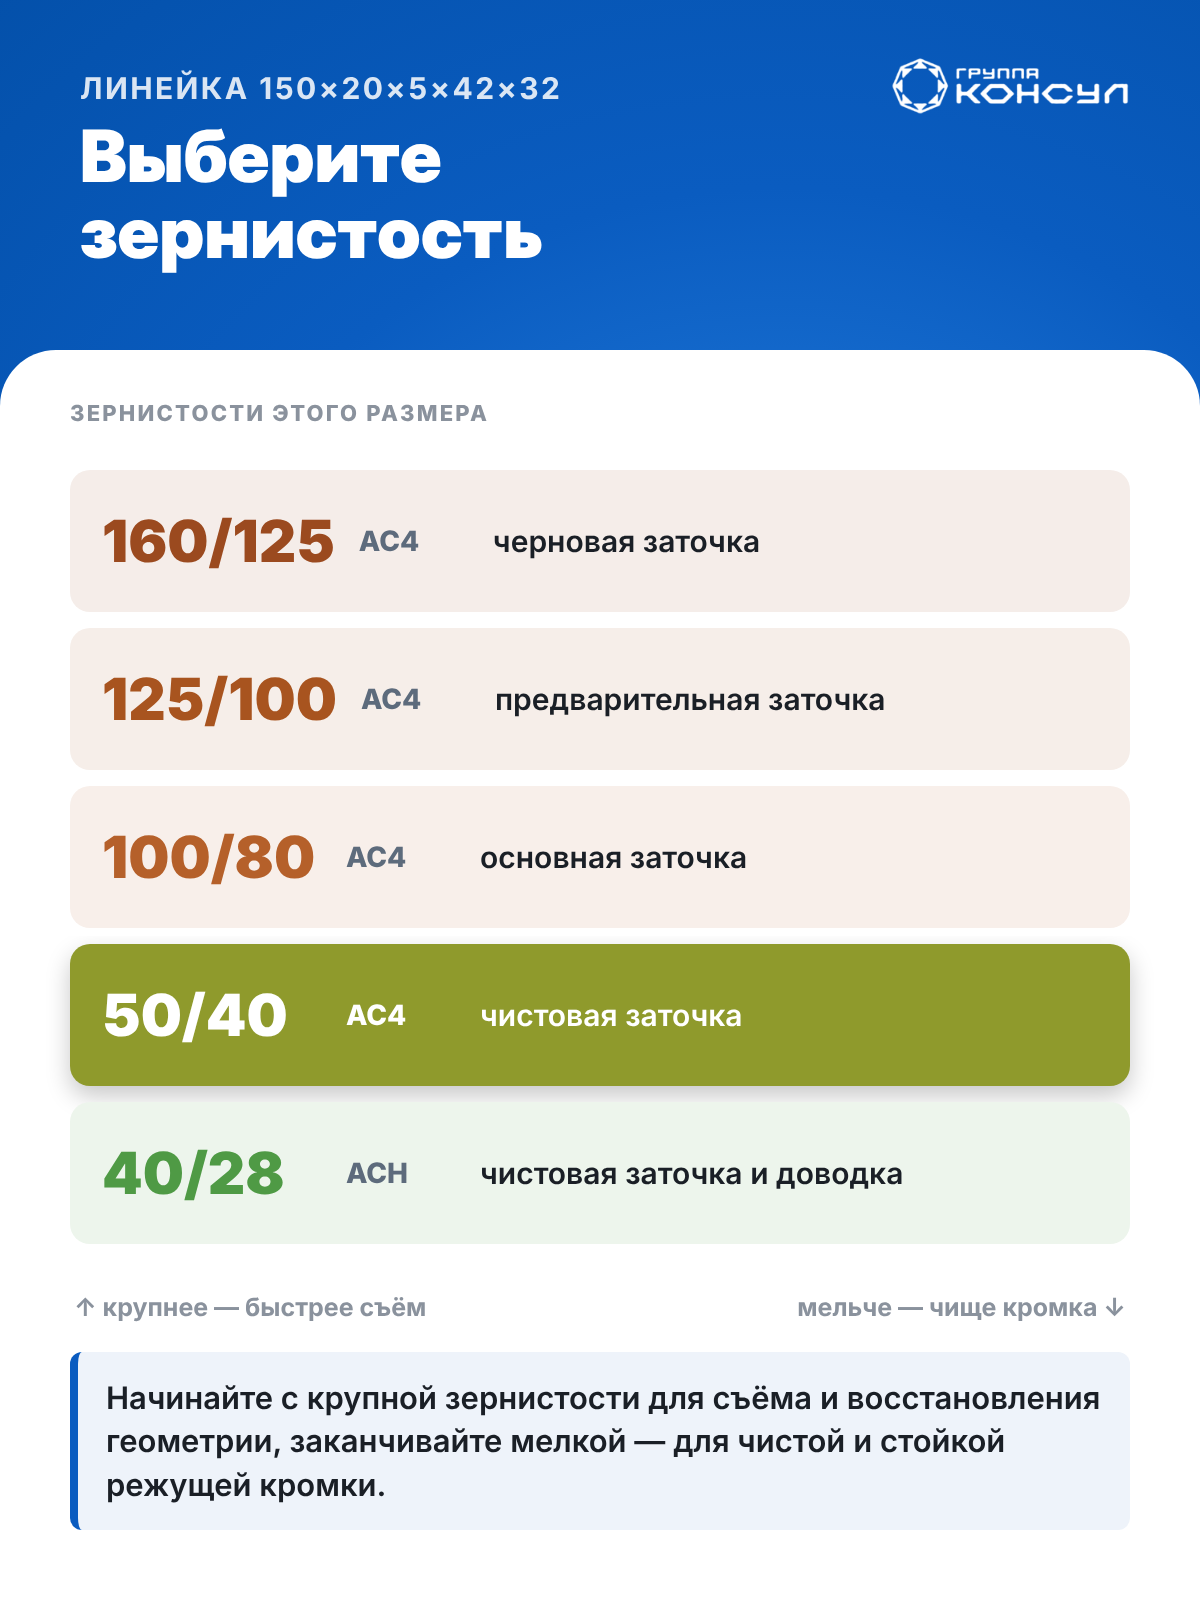 ЛИНЕЙКА 150×20×5×42×32
ГРУППА
КОНСУЛ
Выберите
зернистость
ЗЕРНИСТОСТИ ЭТОГО РАЗМЕРА
160/125 АС4 черновая заточка
125/100 АС4 предварительная заточка
100/80 АС4 основная заточка
50/40 АС4 чистовая заточка
40/28 АСН чистовая заточка и доводка
↑ крупнее — быстрее съём мельче — чище кромка ↓
Начинайте с крупной зернистости для съёма и восстановления
геометрии, заканчивайте мелкой — для чистой и стойкой
режущей кромки.